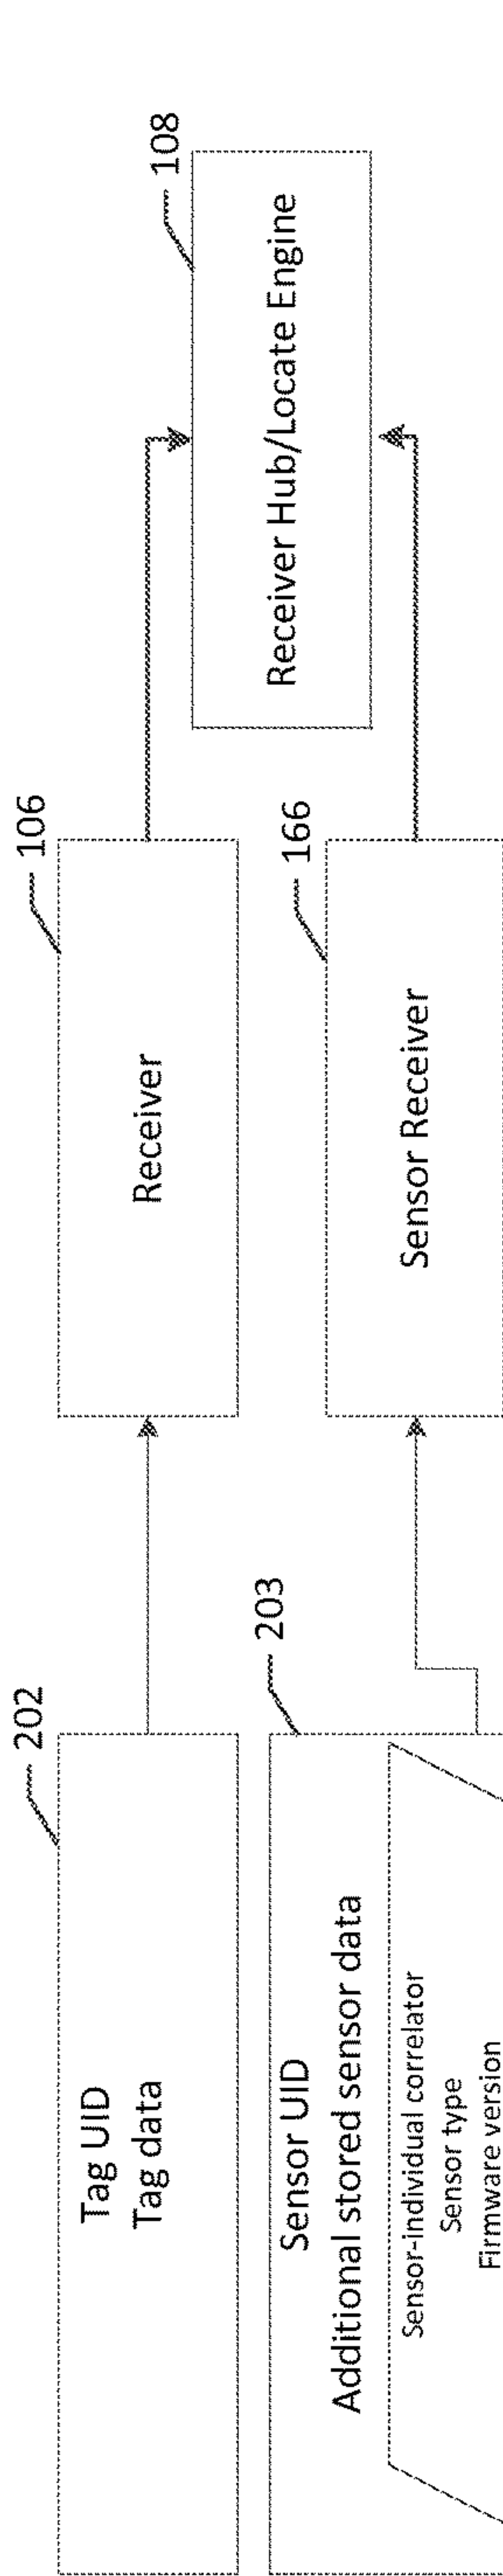 202
Tag UID
Tag data
106
Receiver
108
Receiver Hub/Locate Engine
203
Sensor UID
Additional stored sensor data
Sensor-individual correlator
Sensor type
Firmware version
166
Sensor Receiver